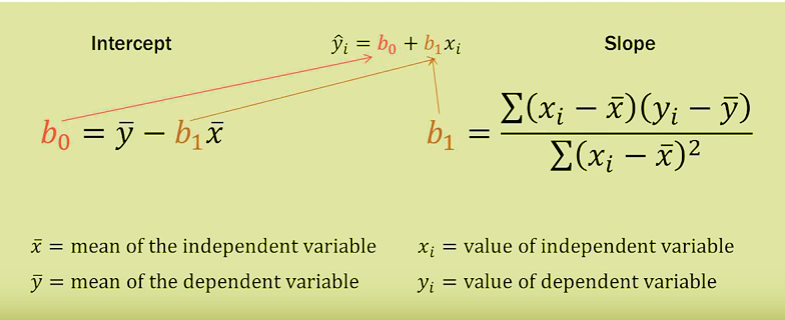 Intercept
ŷᵢ = b₀ + b₁xᵢ
Slope
b₀ = ȳ − b₁x̄
b₁ = ∑(xᵢ − x̄)(yᵢ − ȳ) / ∑(xᵢ − x̄)²
x̄ = mean of the independent variable
xᵢ = value of independent variable
ȳ = mean of the dependent variable
yᵢ = value of dependent variable